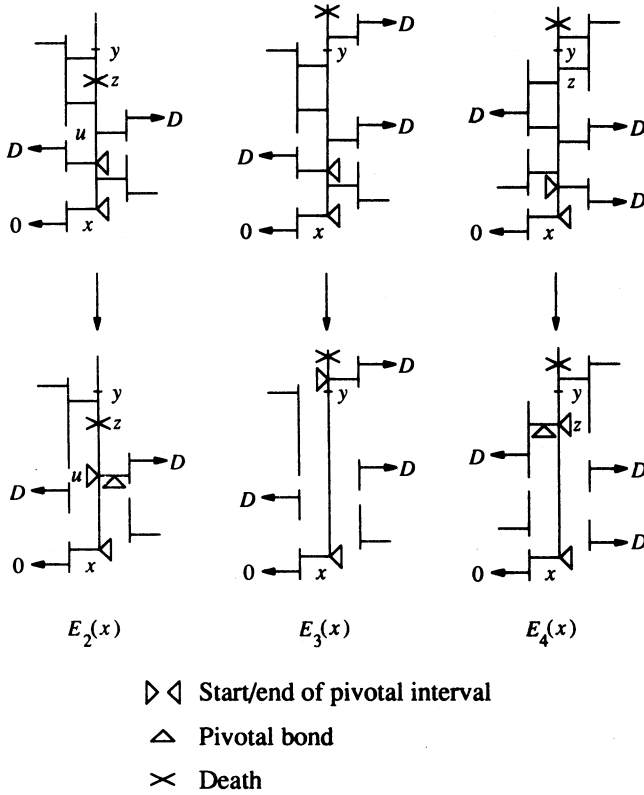 D
y
y
y
z
z
u
D
D
D
D
D
D
D
0
x
0
x
0
x
y
D
y
y
z
z
u
D
D
D
D
D
D
D
0
x
0
x
0
x
E₂(x) E₃(x) E₄(x)
Start/end of pivotal interval
Pivotal bond
Death